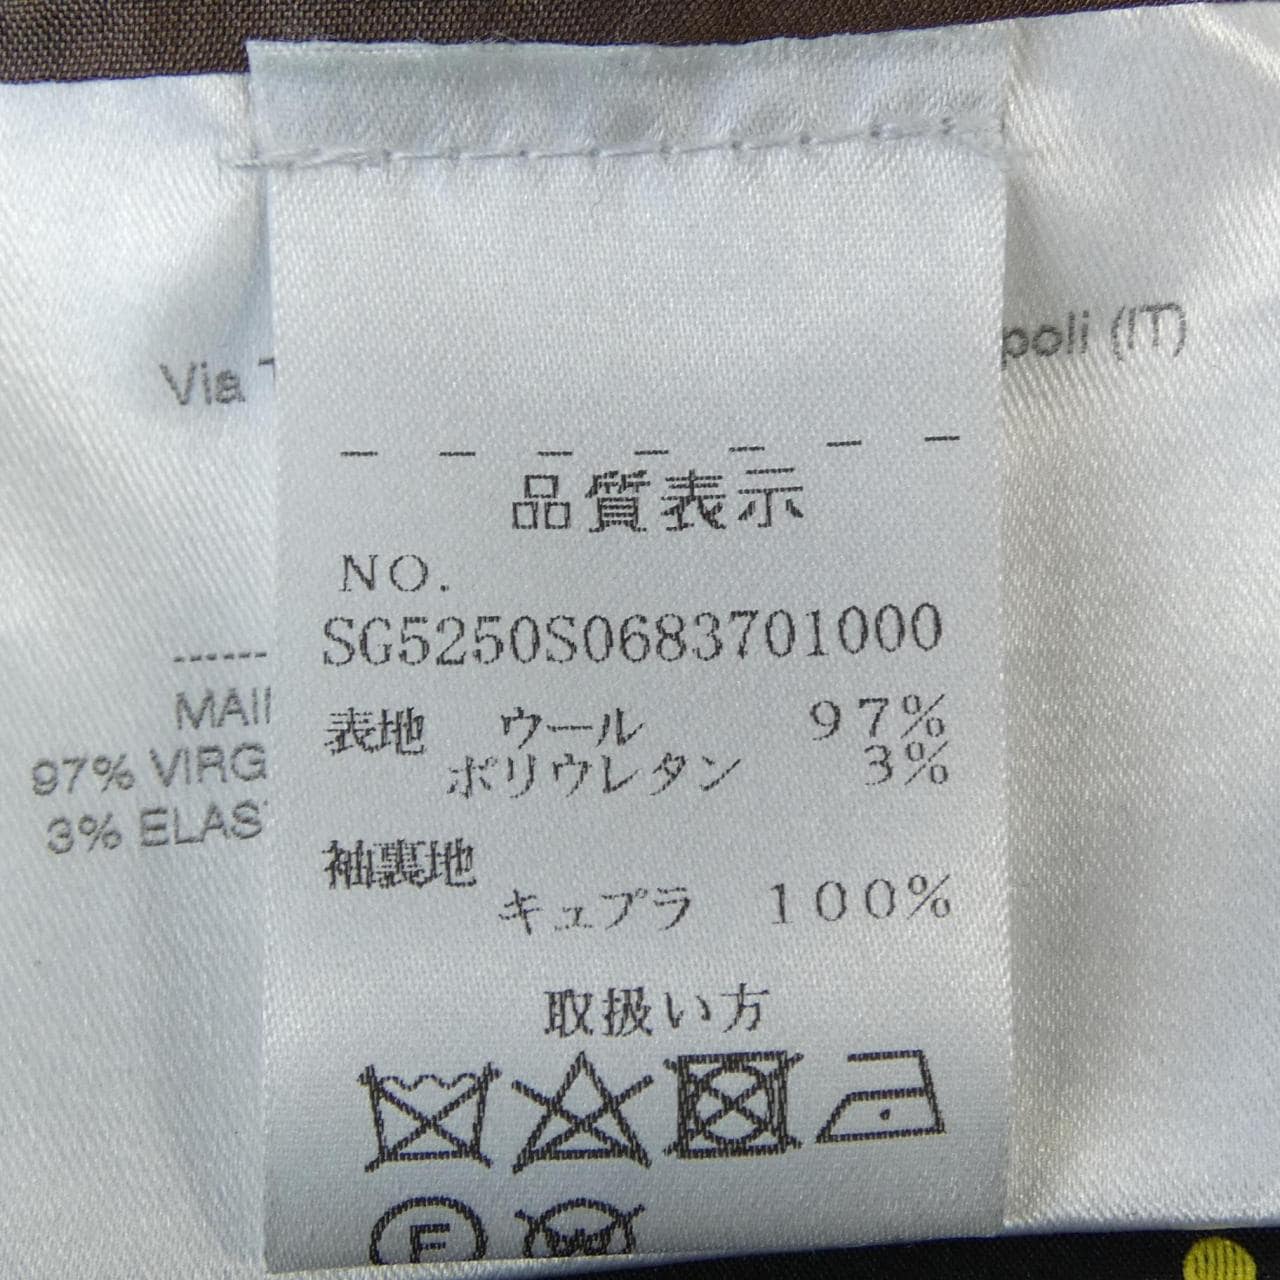 Via
poli (IT)
品質表示
NO.
SG5250S0683701000
表地 ウール 97%
ポリウレタン 3%
97% VIRG
3% ELAS
袖裏地
キュプラ 100%
取扱い方
F
W